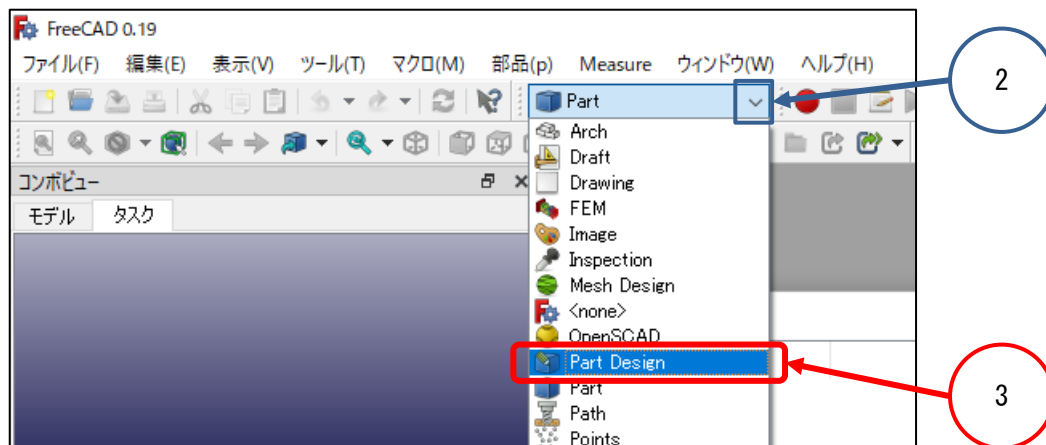 FreeCAD 0.19
ファイル(F) 編集(E) 表示(V) ツール(T) マクロ(M) 部品(p) Measure ウィンドウ(W) ヘルプ(H)
2
Part
Arch
Draft
コンボビュー
Drawing
モデル タスク
FEM
Image
Inspection
Mesh Design
<none>
OpenSCAD
Part Design
3
Part
Path
Points